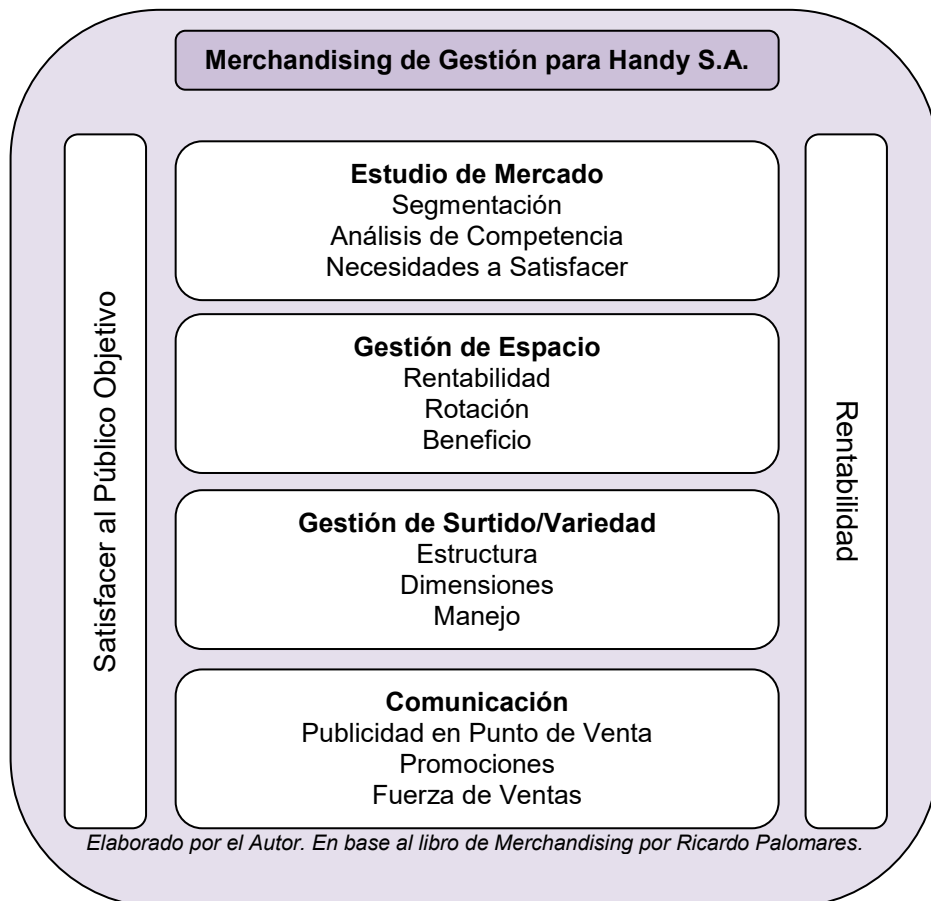 Merchandising de Gestión para Handy S.A.
Satisfacer al Público Objetivo
Estudio de Mercado
Segmentación
Análisis de Competencia
Necesidades a Satisfacer
Gestión de Espacio
Rentabilidad
Rotación
Beneficio
Gestión de Surtido/Variedad
Estructura
Dimensiones
Manejo
Comunicación
Publicidad en Punto de Venta
Promociones
Fuerza de Ventas
Rentabilidad
Elaborado por el Autor. En base al libro de Merchandising por Ricardo Palomares.